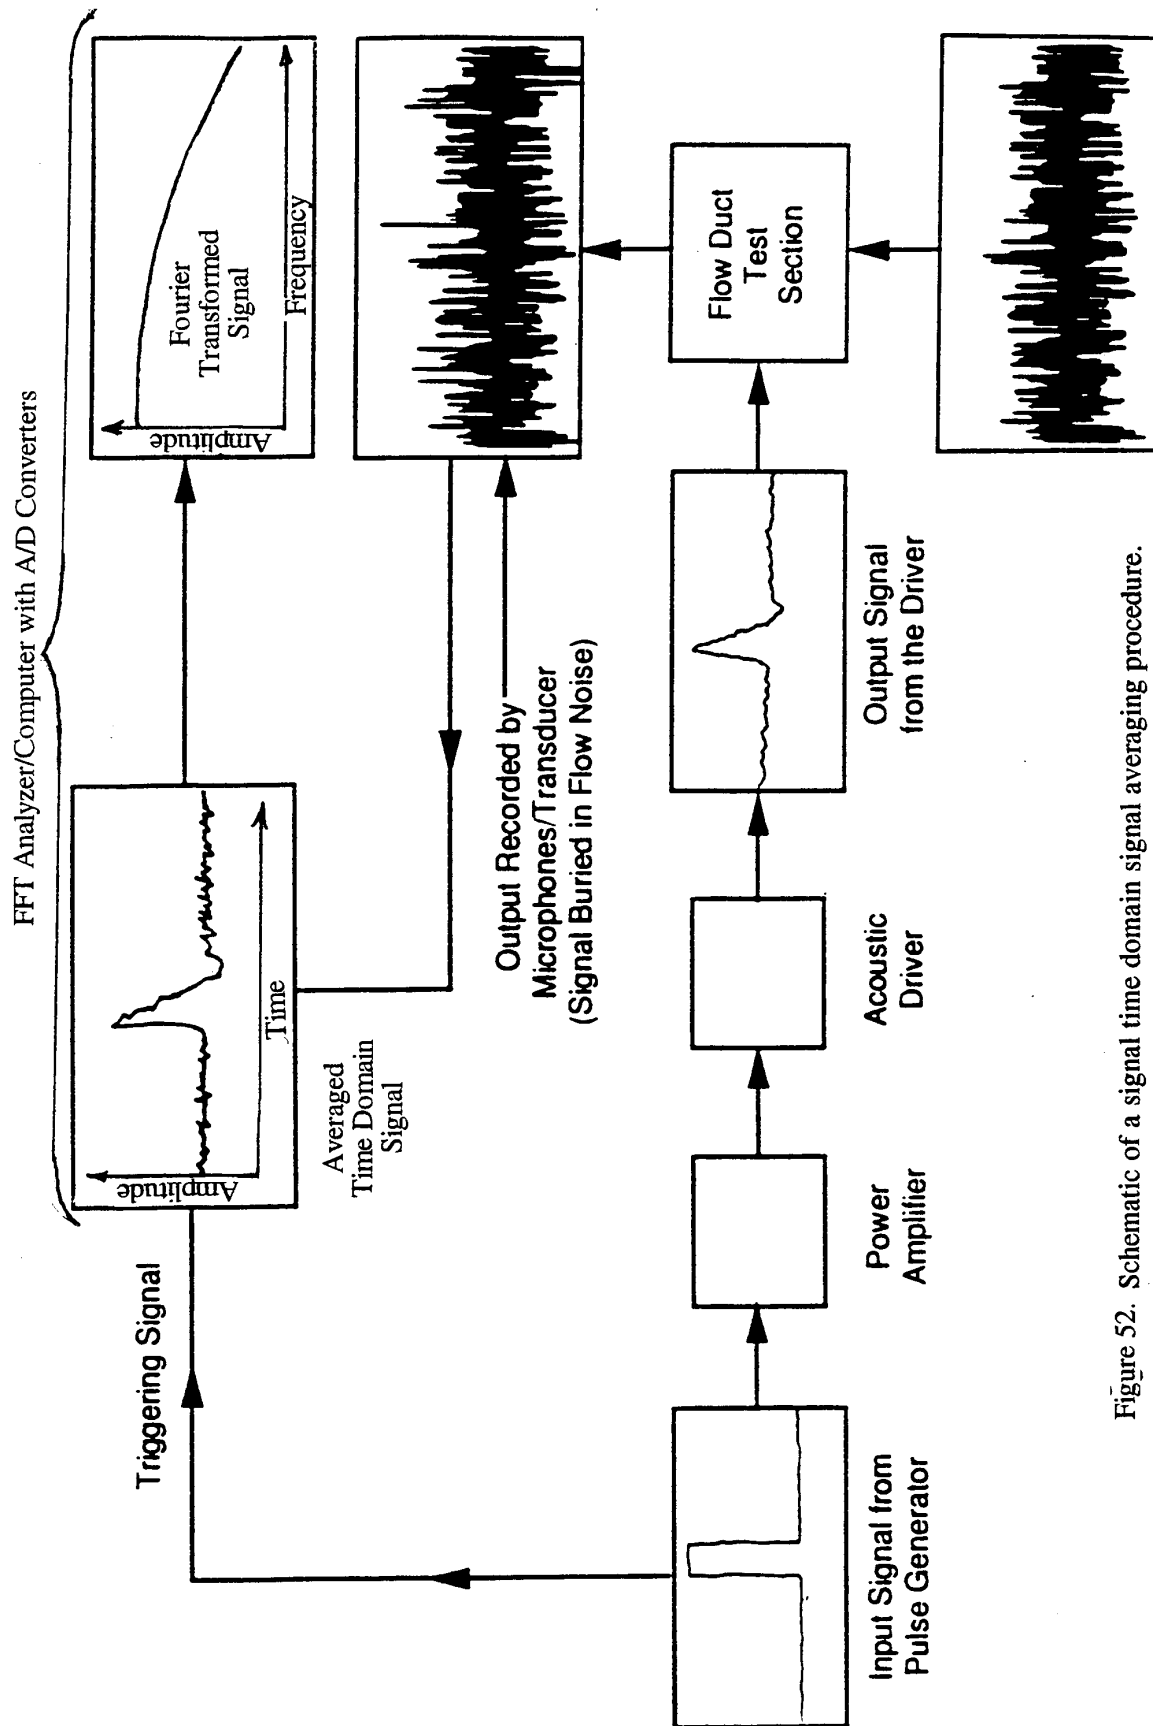 FFT Analyzer/Computer with A/D Converters
Triggering Signal
Amplitude
Time
Averaged
Time Domain
Signal
Amplitude
Fourier
Transformed
Signal
Frequency
Output Recorded by
Microphones/Transducer
(Signal Buried in Flow Noise)
Input Signal from
Pulse Generator
Power
Amplifier
Acoustic
Driver
Output Signal
from the Driver
Flow Duct
Test
Section
Figure 52. Schematic of a signal time domain signal averaging procedure.